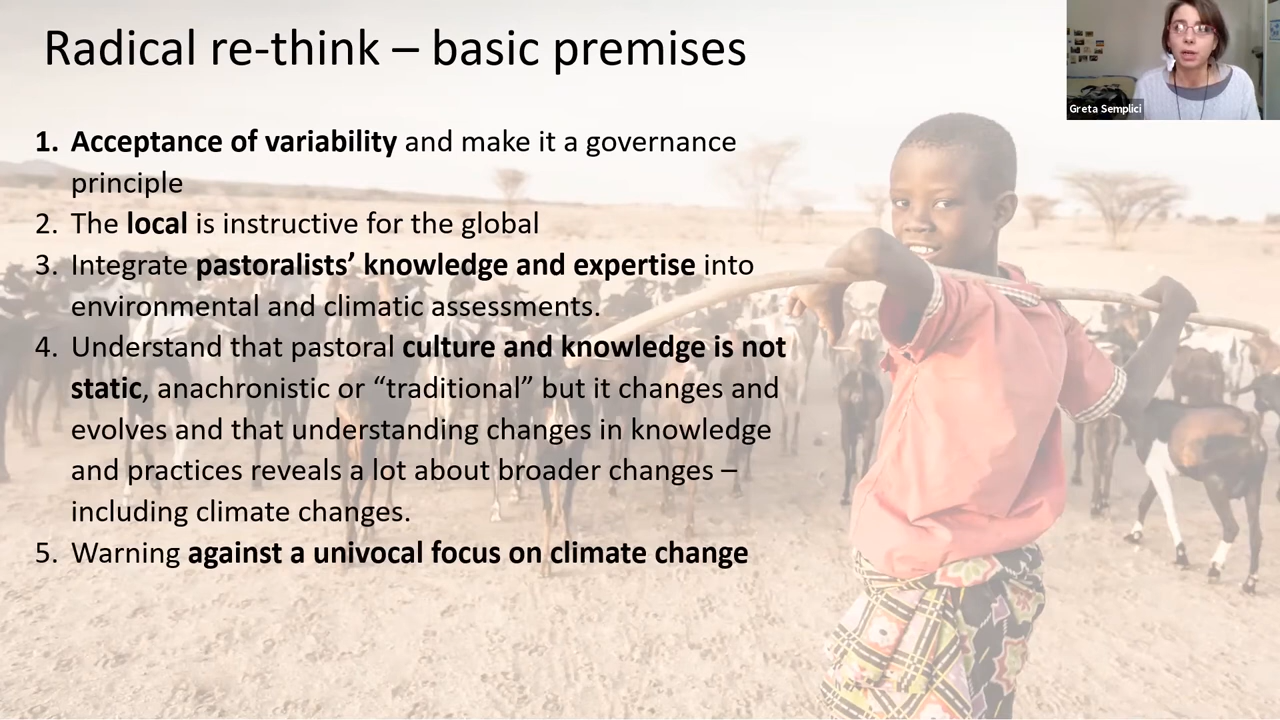 Radical re-think – basic premises
Greta Semplici
1. Acceptance of variability and make it a governance
principle
2. The local is instructive for the global
3. Integrate pastoralists’ knowledge and expertise into
environmental and climatic assessments.
4. Understand that pastoral culture and knowledge is not
static, anachronistic or “traditional” but it changes and
evolves and that understanding changes in knowledge
and practices reveals a lot about broader changes –
including climate changes.
5. Warning against a univocal focus on climate change